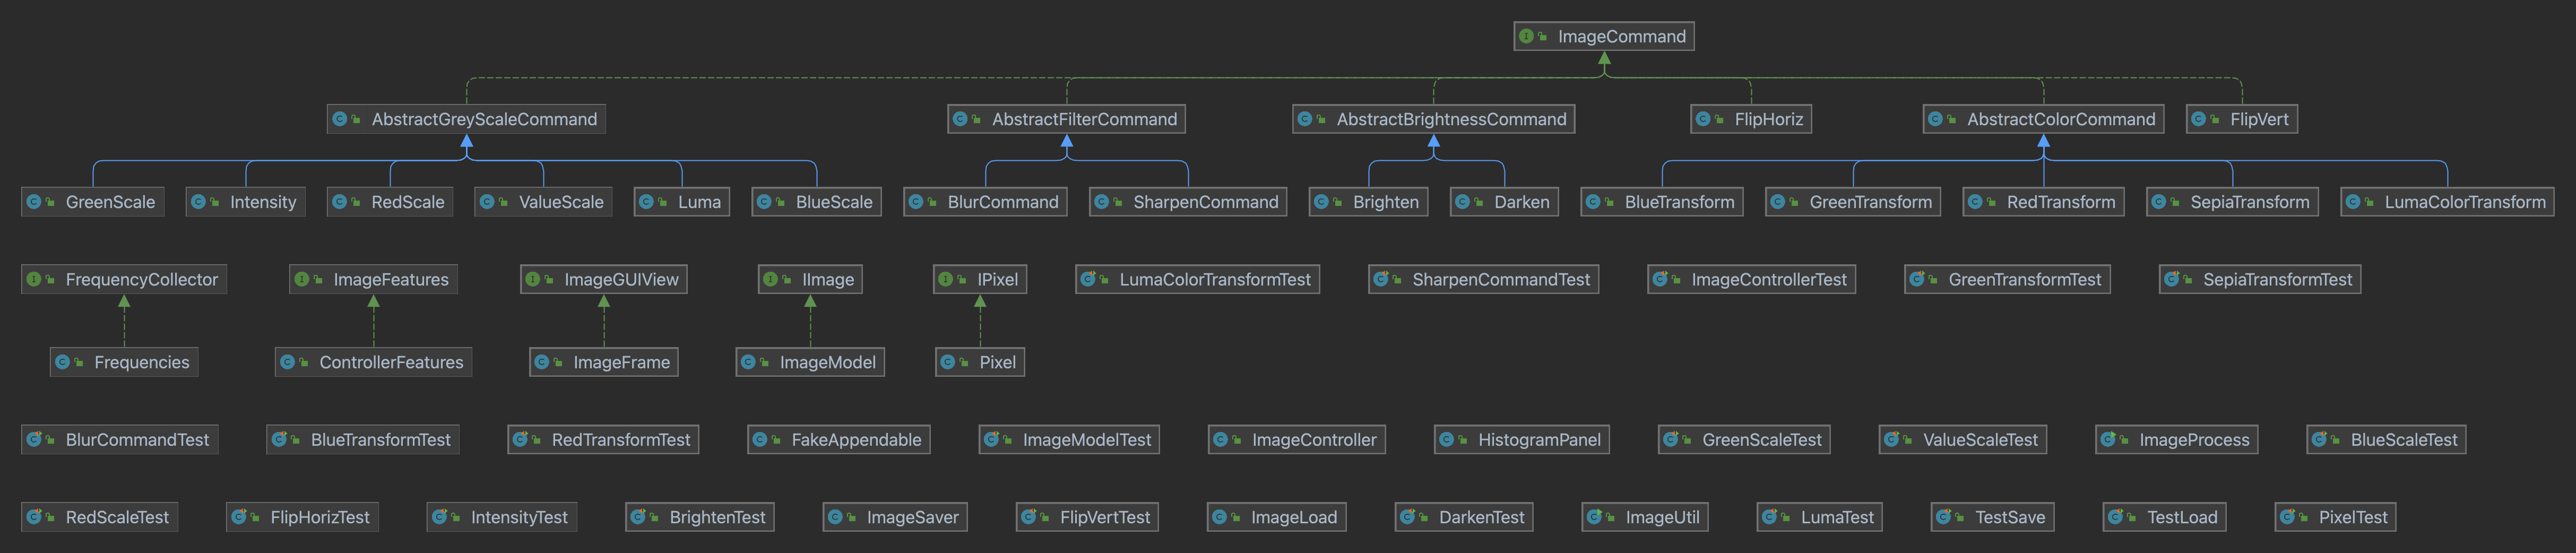 ImageCommand
AbstractGreyScaleCommand AbstractFilterCommand AbstractBrightnessCommand FlipHoriz AbstractColorCommand FlipVert
GreenScale Intensity RedScale ValueScale Luma BlueScale BlurCommand SharpenCommand Brighten Darken BlueTransform GreenTransform RedTransform SepiaTransform LumaColorTransform
FrequencyCollector ImageFeatures ImageGUIView IImage IPixel LumaColorTransformTest SharpenCommandTest ImageControllerTest GreenTransformTest SepiaTransformTest
Frequencies ControllerFeatures ImageFrame ImageModel Pixel
BlurCommandTest BlueTransformTest RedTransformTest FakeAppendable ImageModelTest ImageController HistogramPanel GreenScaleTest ValueScaleTest ImageProcess BlueScaleTest
RedScaleTest FlipHorizTest IntensityTest BrightenTest ImageSaver FlipVertTest ImageLoad DarkenTest ImageUtil LumaTest TestSave TestLoad PixelTest